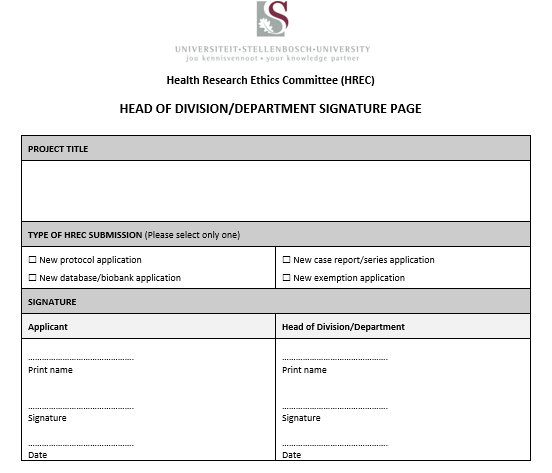 S
UNIVERSITEIT•STELLENBOSCH•UNIVERSITY
jou kennisvennoot • your knowledge partner
Health Research Ethics Committee (HREC)
HEAD OF DIVISION/DEPARTMENT SIGNATURE PAGE
PROJECT TITLE
TYPE OF HREC SUBMISSION (Please select only one)
☐ New protocol application
☐ New database/biobank application
☐ New case report/series application
☐ New exemption application
SIGNATURE
Applicant
Head of Division/Department
.......................................
Print name
.......................................
Signature
.......................................
Date
.......................................
Print name
.......................................
Signature
.......................................
Date